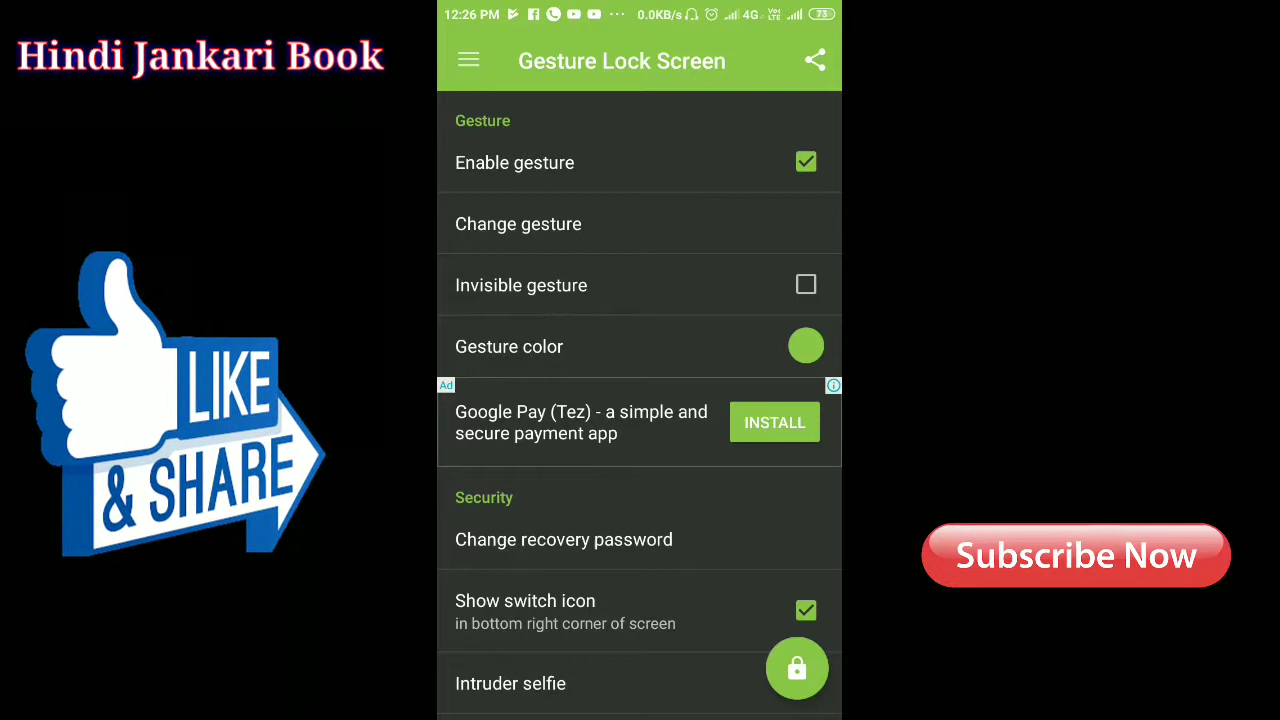 Hindi Jankari Book
LIKE
& SHARE
12:26 PM
0.0KB/s
4G
Vo
LTE
73
Gesture Lock Screen
Gesture
Enable gesture
Change gesture
Invisible gesture
Gesture color
Ad
Google Pay (Tez) - a simple and
secure payment app
INSTALL
Security
Change recovery password
Show switch icon
in bottom right corner of screen
Intruder selfie
Subscribe Now